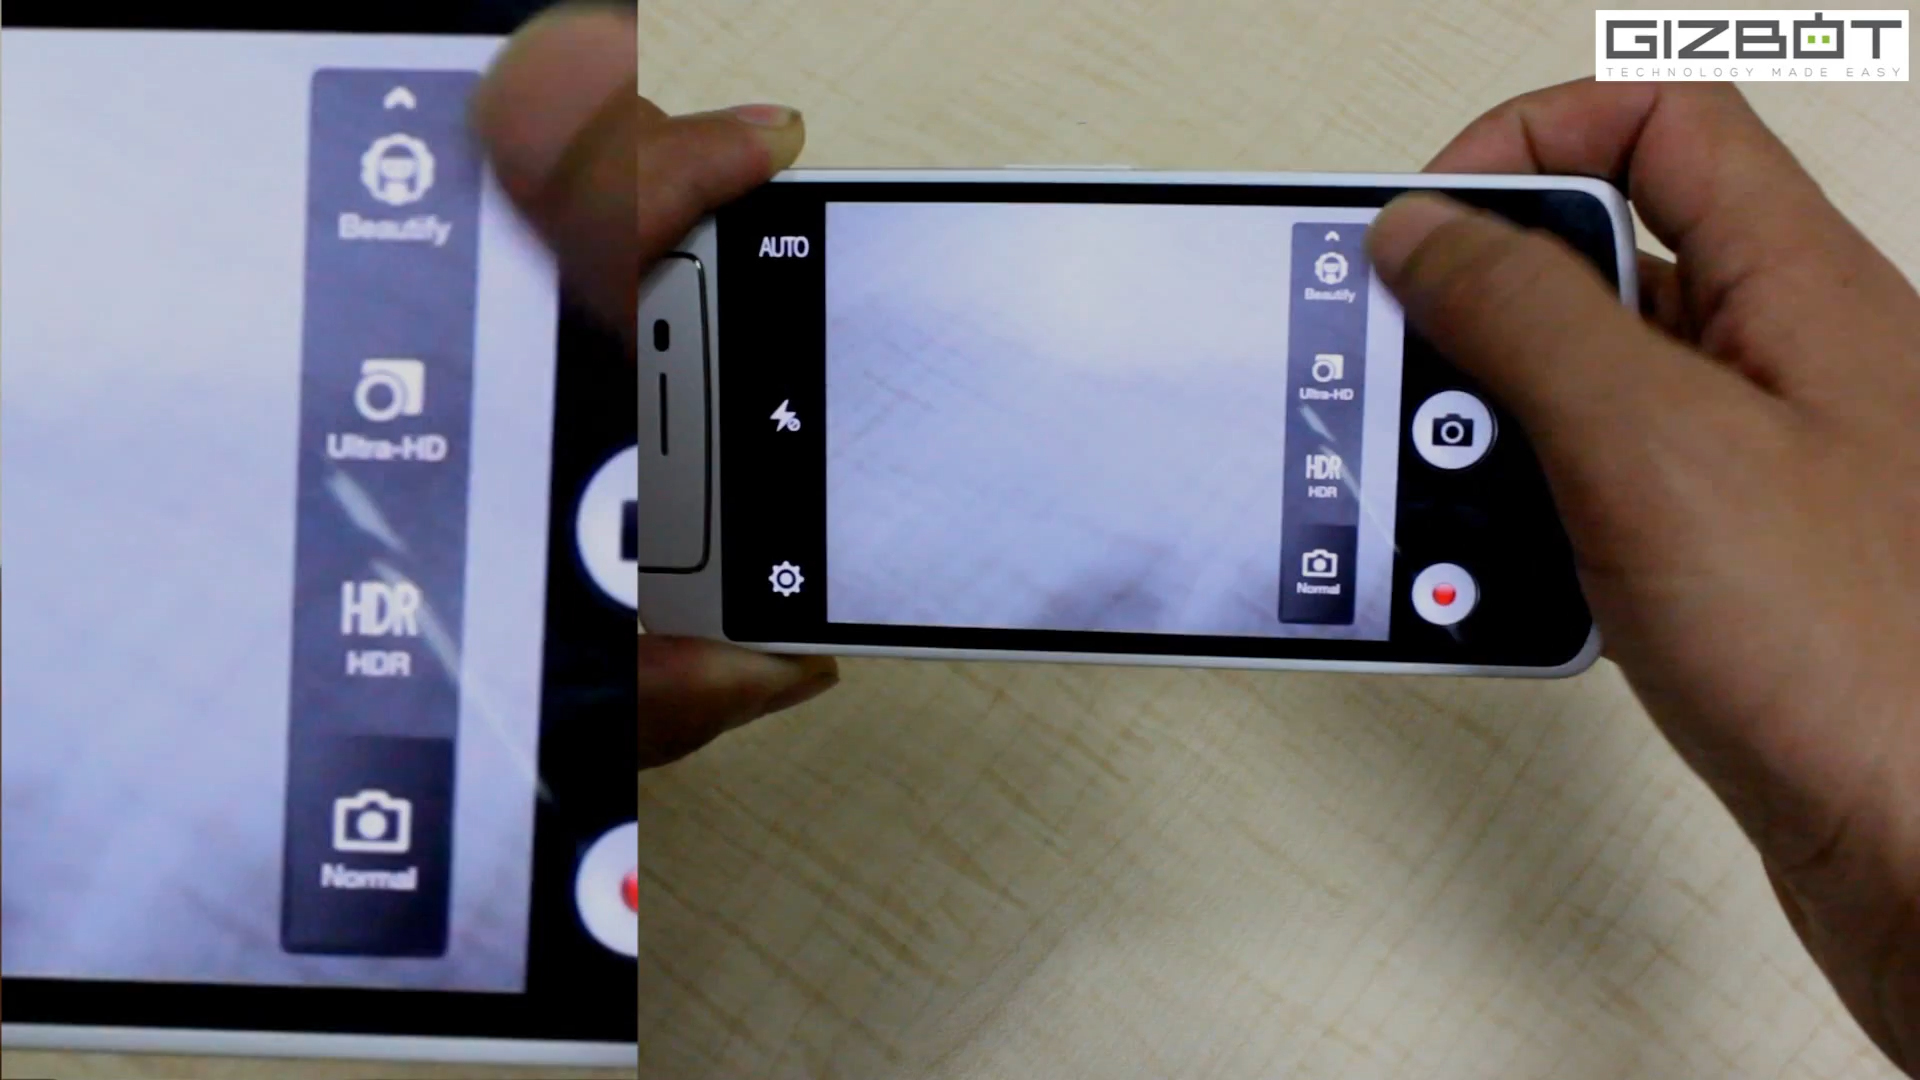 Beautify
Ultra-HD
HDR
HDR
Normal
GIZBOT
TECHNOLOGY MADE EASY
AUTO
Beautify
Ultra-HD
HDR
HDR
Normal